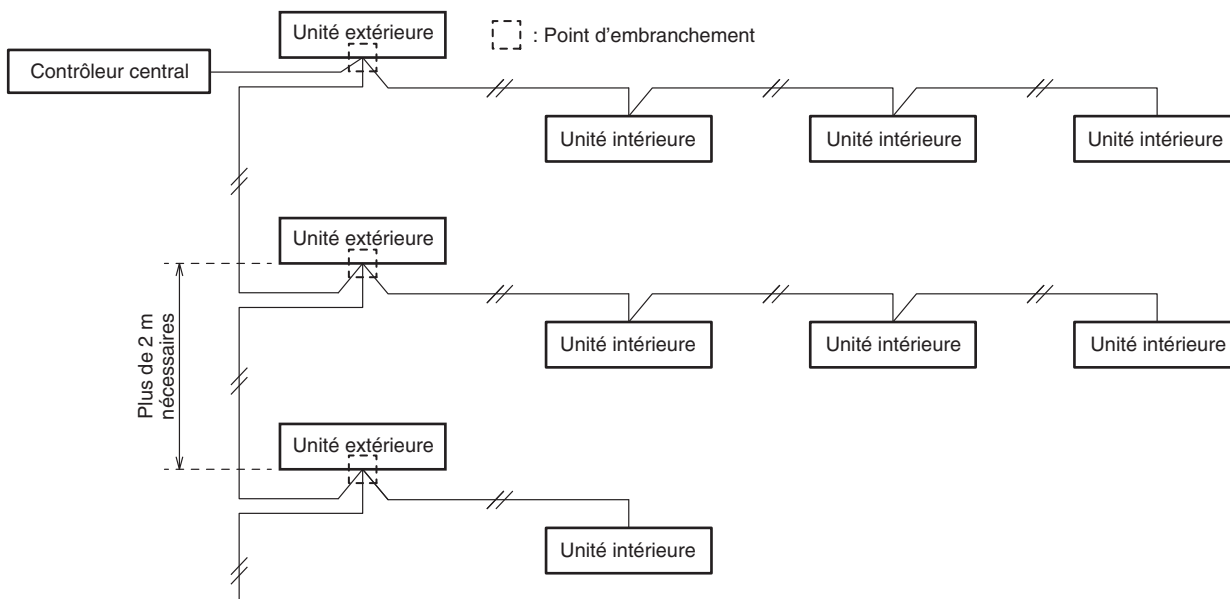 Unité extérieure
: Point d'embranchement
Contrôleur central
Unité intérieure
Unité intérieure
Unité intérieure
Unité extérieure
Unité intérieure
Unité intérieure
Unité intérieure
Plus de 2 m
nécessaires
Unité extérieure
Unité intérieure